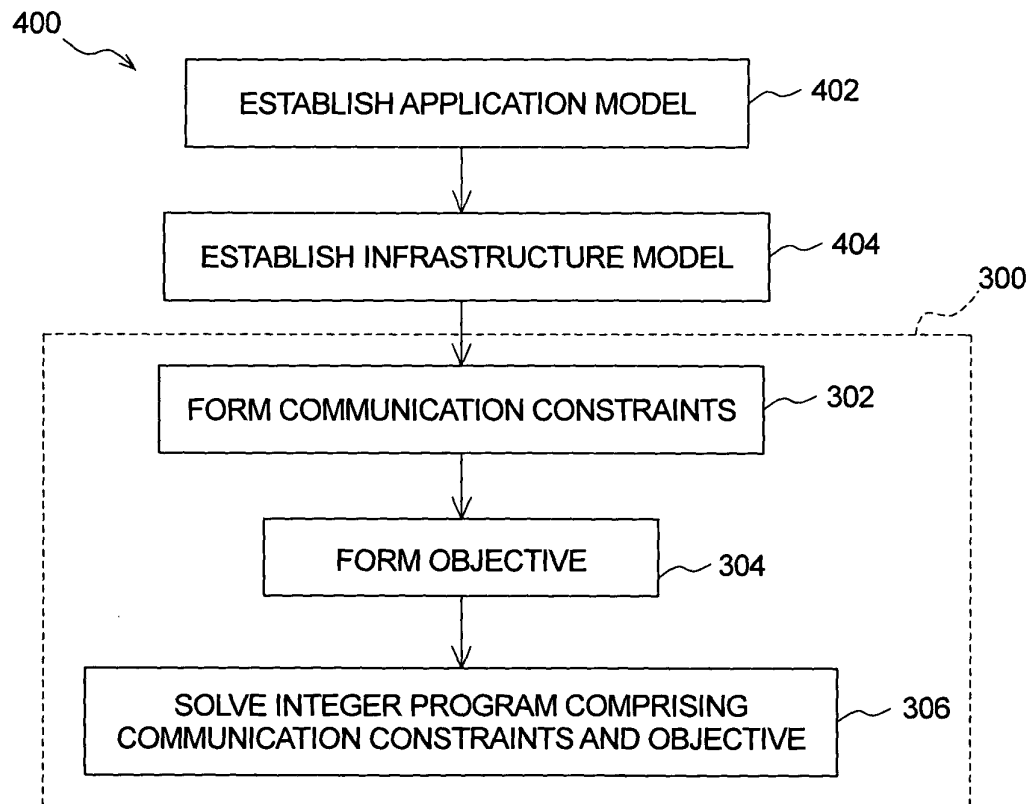 400
ESTABLISH APPLICATION MODEL
402
ESTABLISH INFRASTRUCTURE MODEL
404
300
FORM COMMUNICATION CONSTRAINTS
302
FORM OBJECTIVE
304
SOLVE INTEGER PROGRAM COMPRISING
COMMUNICATION CONSTRAINTS AND OBJECTIVE
306